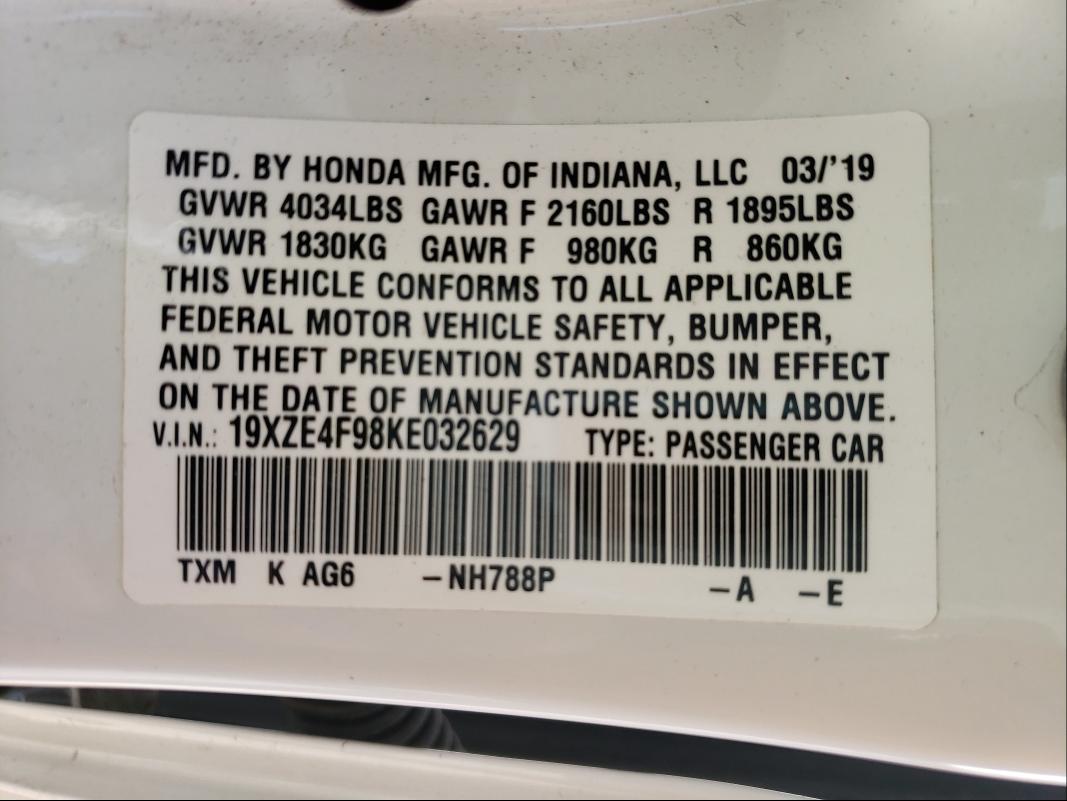 MFD. BY HONDA MFG. OF INDIANA, LLC 03/'19
GVWR 4034LBS GAWR F 2160LBS R 1895LBS
GVWR 1830KG GAWR F 980KG R 860KG
THIS VEHICLE CONFORMS TO ALL APPLICABLE
FEDERAL MOTOR VEHICLE SAFETY, BUMPER,
AND THEFT PREVENTION STANDARDS IN EFFECT
ON THE DATE OF MANUFACTURE SHOWN ABOVE.
V.I.N.: 19XZE4F98KE032629 TYPE: PASSENGER CAR
TXM K AG6 –NH788P –A –E